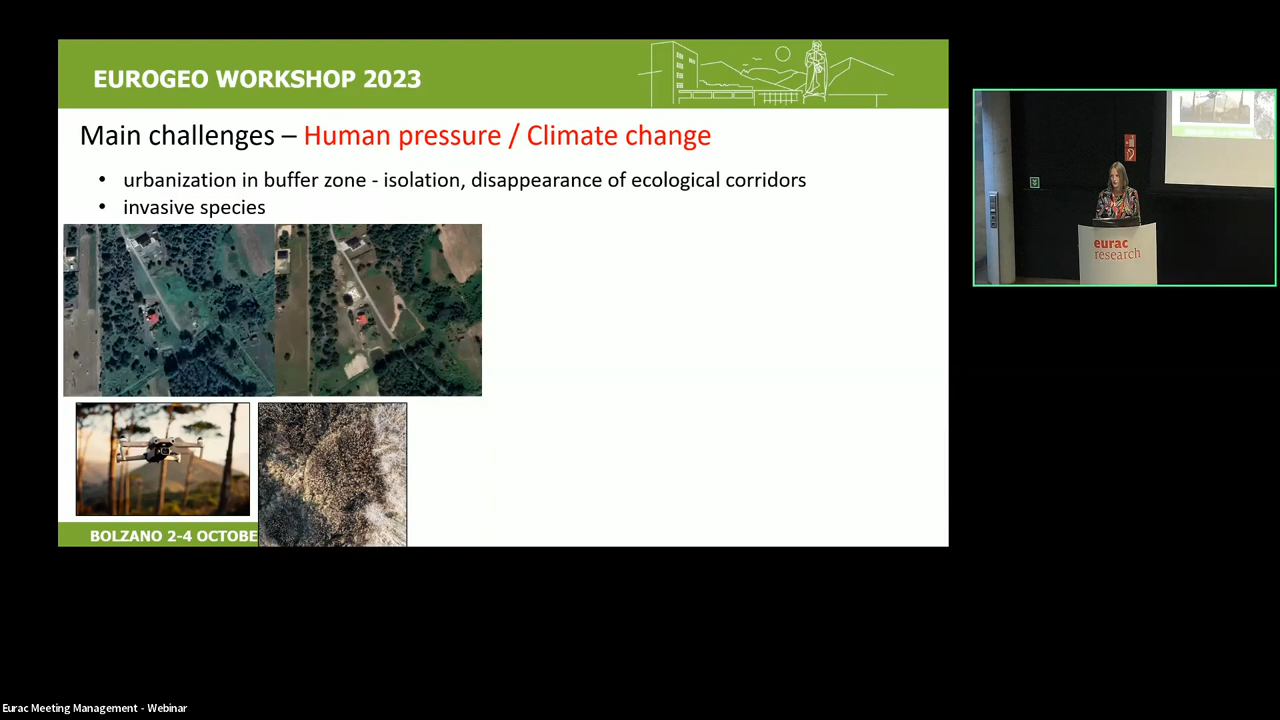 EUROGEO WORKSHOP 2023
Main challenges – Human pressure / Climate change
• urbanization in buffer zone - isolation, disappearance of ecological corridors
• invasive species
BOLZANO 2-4 OCTOBE
eurac
research
Eurac Meeting Management - Webinar